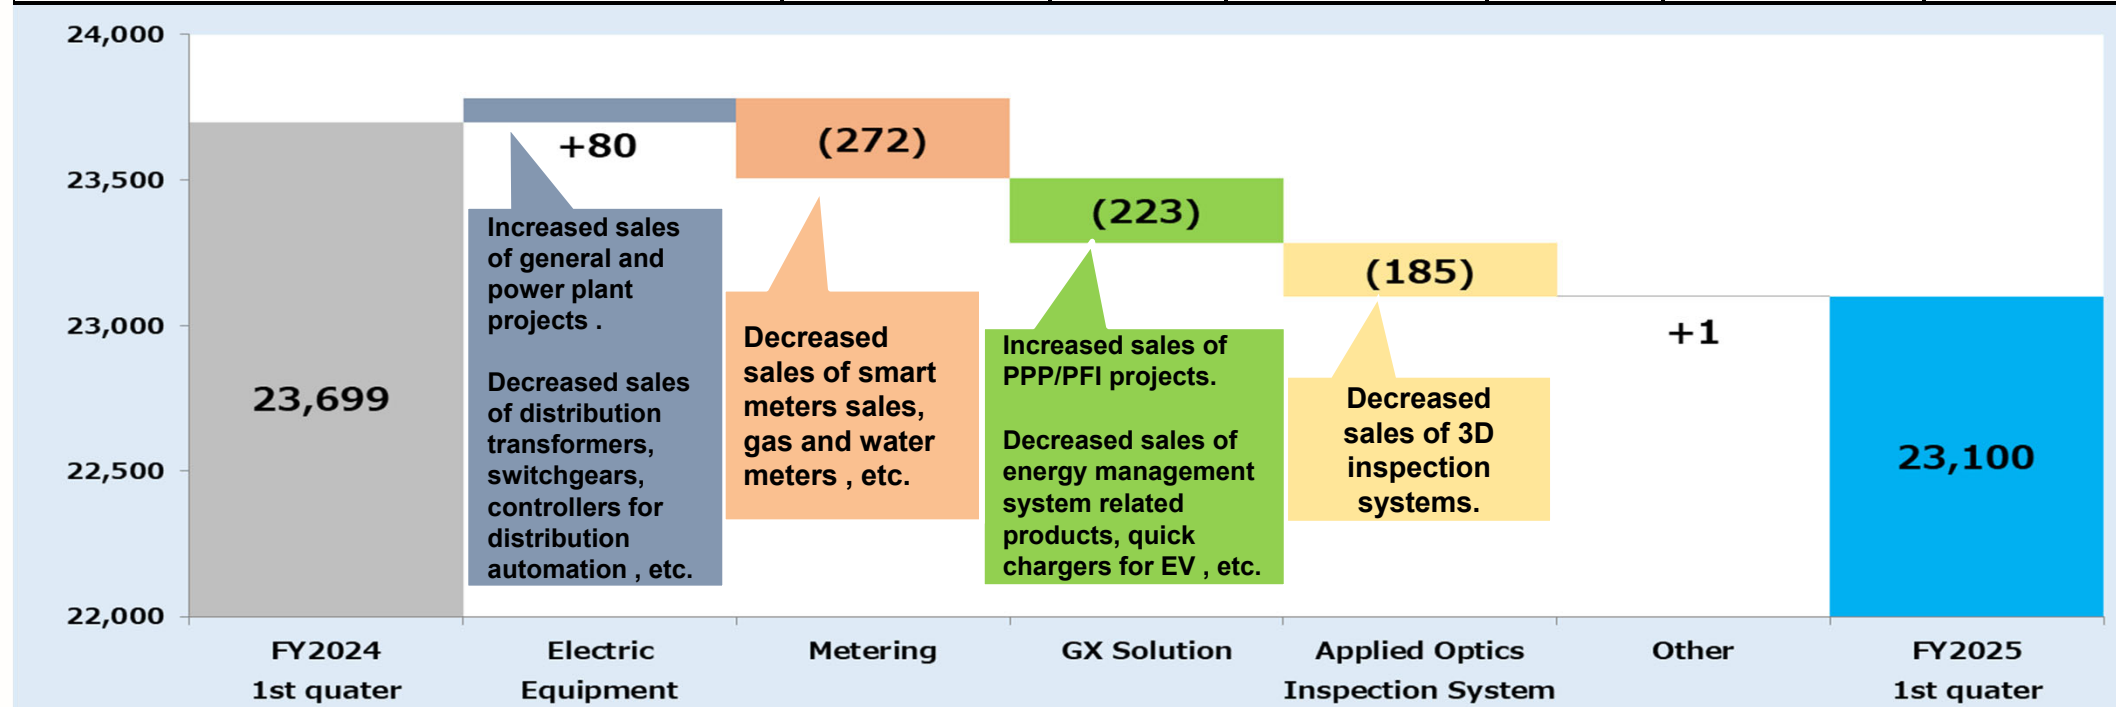 24,000
23,500
23,000
22,500
22,000
23,699
+80
(272)
(223)
(185)
+1
23,100
Increased sales
of general and
power plant
projects .
Decreased sales
of distribution
transformers,
switchgears,
controllers for
distribution
automation , etc.
Decreased
sales of smart
meters sales,
gas and water
meters , etc.
Increased sales of
PPP/PFI projects.
Decreased sales of
energy management
system related
products, quick
chargers for EV , etc.
Decreased
sales of 3D
inspection
systems.
FY2024
1st quater
Electric
Equipment
Metering
GX Solution
Applied Optics
Inspection System
Other
FY2025
1st quater